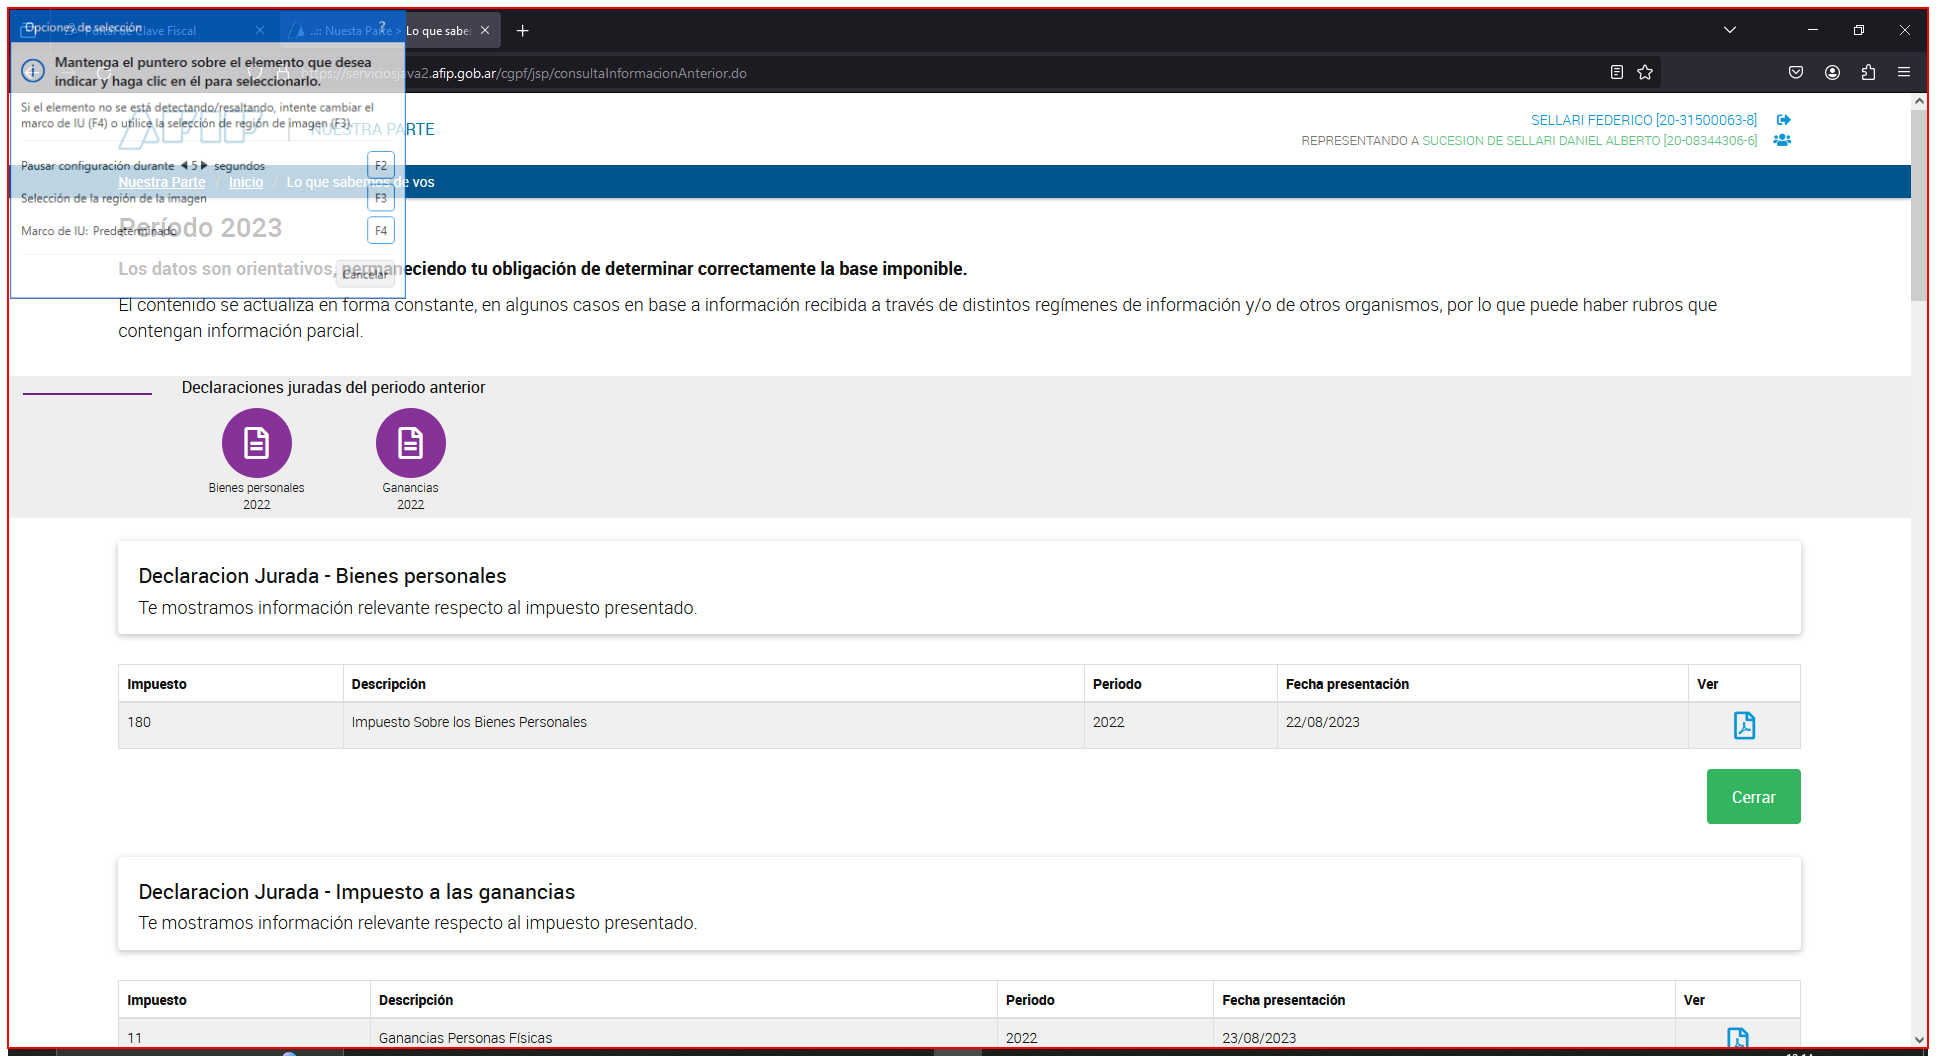 Opciones de selección
?
Portal de Clave Fiscal
..:: Nuesta Parte > Lo que sabe
Mantenga el puntero sobre el elemento que desea
indicar y haga clic en él para seleccionarlo.
https://serviciosjava2.afip.gob.ar/cgpf/jsp/consultaInformacionAnterior.do
Si el elemento no se está detectando/resaltando, intente cambiar el
marco de IU (F4) o utilice la selección de región de imagen (F3).
AFIP
NUESTRA PARTE
SELLARI FEDERICO [20-31500063-8]
REPRESENTANDO A SUCESION DE SELLARI DANIEL ALBERTO [20-08344306-6]
Pausar configuración durante 5 segundos
F2
Nuestra Parte / Inicio / Lo que sabemos de vos
Selección de la región de la imagen
F3
Período 2023
Marco de IU: Predeterminado
F4
Los datos son orientativos, permaneciendo tu obligación de determinar correctamente la base imponible.
Cancelar
El contenido se actualiza en forma constante, en algunos casos en base a información recibida a través de distintos regímenes de información y/o de otros organismos, por lo que puede haber rubros que
contengan información parcial.
Declaraciones juradas del periodo anterior
Bienes personales
2022
Ganancias
2022
Declaracion Jurada - Bienes personales
Te mostramos información relevante respecto al impuesto presentado.
Impuesto Descripción Periodo Fecha presentación Ver
180 Impuesto Sobre los Bienes Personales 2022 22/08/2023
Cerrar
Declaracion Jurada - Impuesto a las ganancias
Te mostramos información relevante respecto al impuesto presentado.
Impuesto Descripción Periodo Fecha presentación Ver
11 Ganancias Personas Físicas 2022 23/08/2023